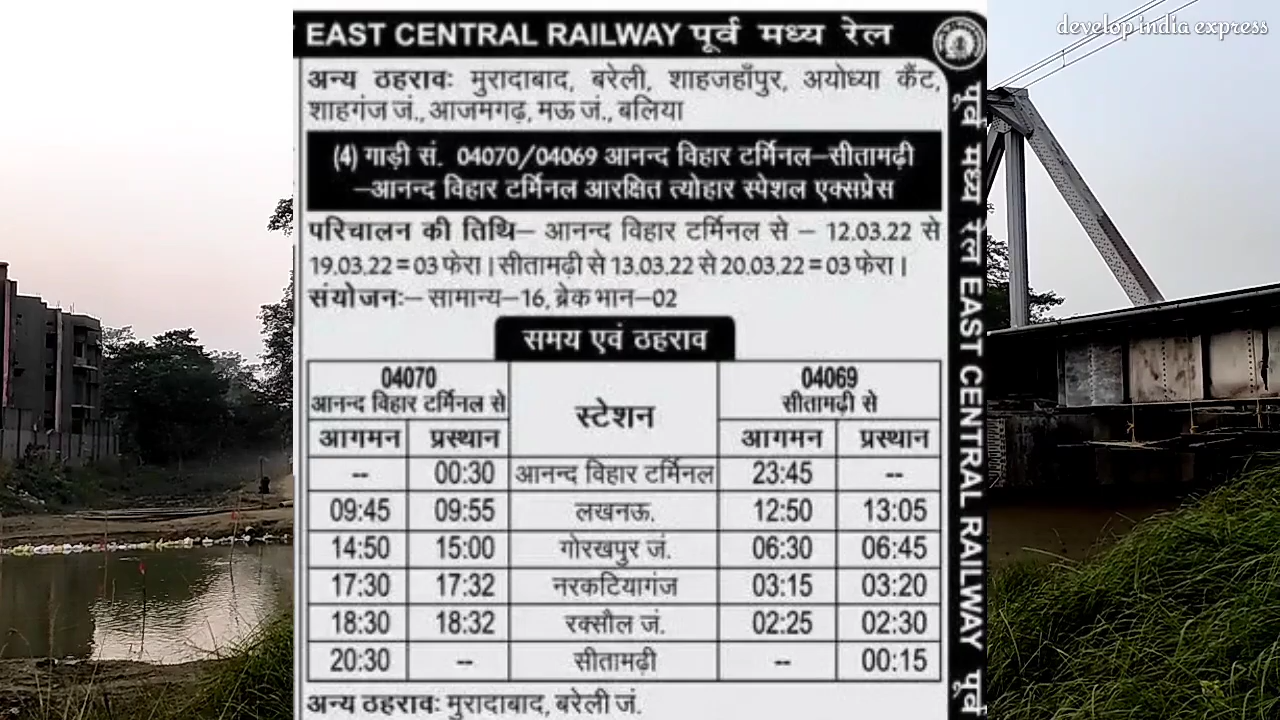 develop india express
EAST CENTRAL RAILWAY पूर्व मध्य रेल
अन्य ठहरावः मुरादाबाद, बरेली, शाहजहाँपुर, अयोध्या कैंट,
शाहगंज जं., आजमगढ़, मऊ जं., बलिया
(4) गाड़ी सं. 04070/04069 आनन्द विहार टर्मिनल–सीतामढ़ी
–आनन्द विहार टर्मिनल आरक्षित त्योहार स्पेशल एक्सप्रेस
परिचालन की तिथि– आनन्द विहार टर्मिनल से – 12.03.22 से
19.03.22=03 फेरा। सीतामढ़ी से 13.03.22 से 20.03.22=03 फेरा।
संयोजनः– सामान्य–16, ब्रेक भान–02
समय एवं ठहराव
04070 04069
आनन्द विहार टर्मिनल से स्टेशन सीतामढ़ी से
आगमन प्रस्थान आगमन प्रस्थान
-- 00:30 आनन्द विहार टर्मिनल 23:45 --
09:45 09:55 लखनऊ. 12:50 13:05
14:50 15:00 गोरखपुर जं. 06:30 06:45
17:30 17:32 नरकटियागंज 03:15 03:20
18:30 18:32 रक्सौल जं. 02:25 02:30
20:30 -- सीतामढ़ी -- 00:15
अन्य ठहरावः मुरादाबाद, बरेली जं.
पूर्व मध्य रेल EAST CENTRAL RAILWAY पूर्व